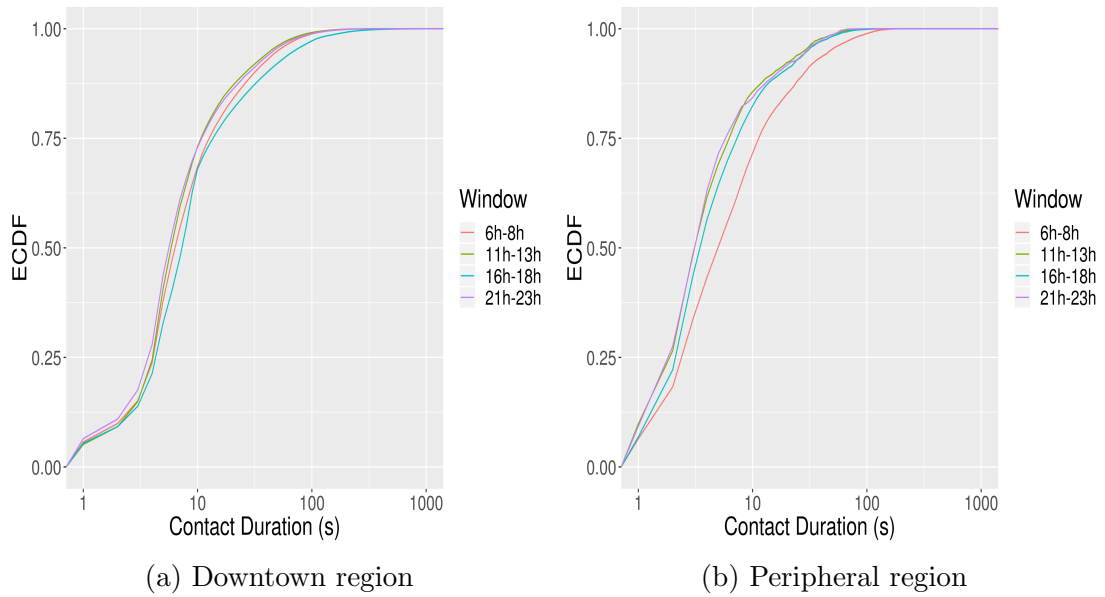 1.00
0.75
0.50
0.25
0.00
ECDF
1 10 100 1000
Contact Duration (s)
Window
6h-8h
11h-13h
16h-18h
21h-23h
(a) Downtown region
1.00
0.75
0.50
0.25
0.00
ECDF
1 10 100 1000
Contact Duration (s)
Window
6h-8h
11h-13h
16h-18h
21h-23h
(b) Peripheral region